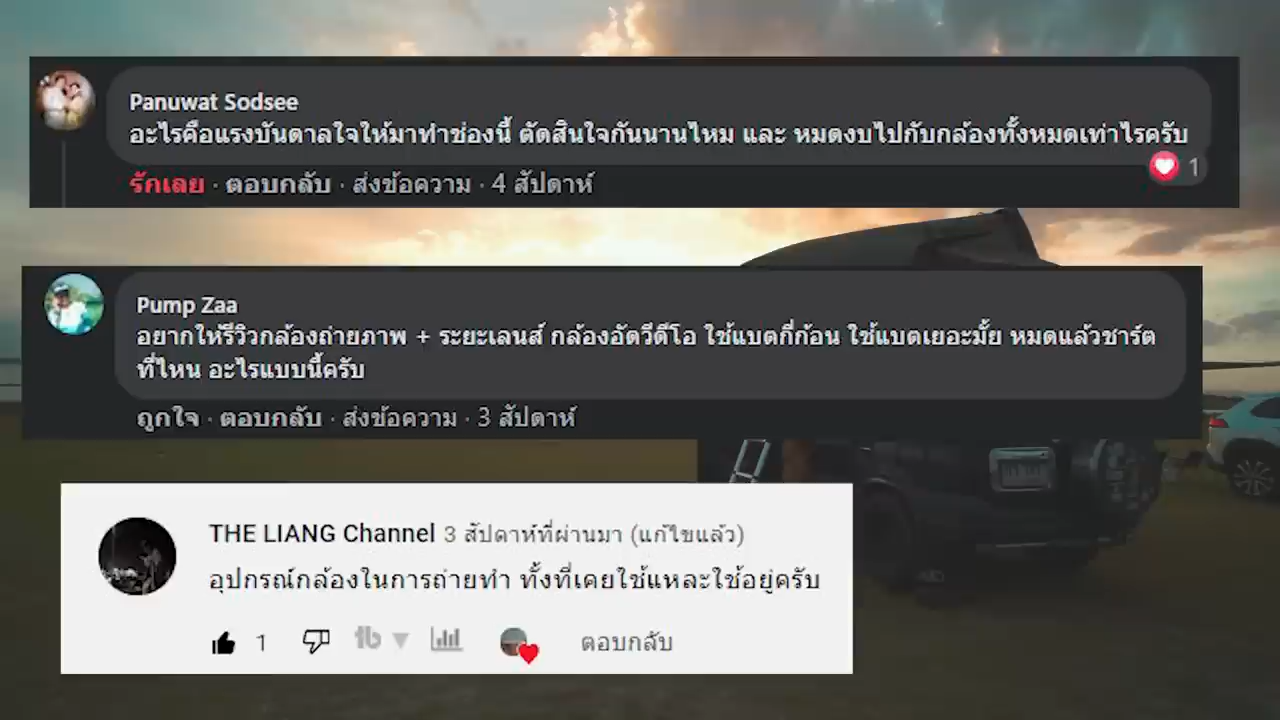 Panuwat Sodsee
อะไรคือแรงบันดาลใจให้มาทำช่องนี้ ตัดสินใจกันนานไหม และ หมดงบไปกับกล้องทั้งหมดเท่าไรครับ
1
รักเลย · ตอบกลับ · ส่งข้อความ · 4 สัปดาห์
Pump Zaa
อยากให้รีวิวกล้องถ่ายภาพ + ระยะเลนส์ กล้องอัดวีดีโอ ใช้แบตกี่ก้อน ใช้แบตเยอะมั้ย หมดแล้วชาร์ต
ที่ไหน อะไรแบบนี้ครับ
ถูกใจ · ตอบกลับ · ส่งข้อความ · 3 สัปดาห์
THE LIANG Channel 3 สัปดาห์ที่ผ่านมา (แก้ไขแล้ว)
อุปกรณ์กล้องในการถ่ายทำ ทั้งที่เคยใช้แหละใช้อยู่ครับ
1 tb ตอบกลับ